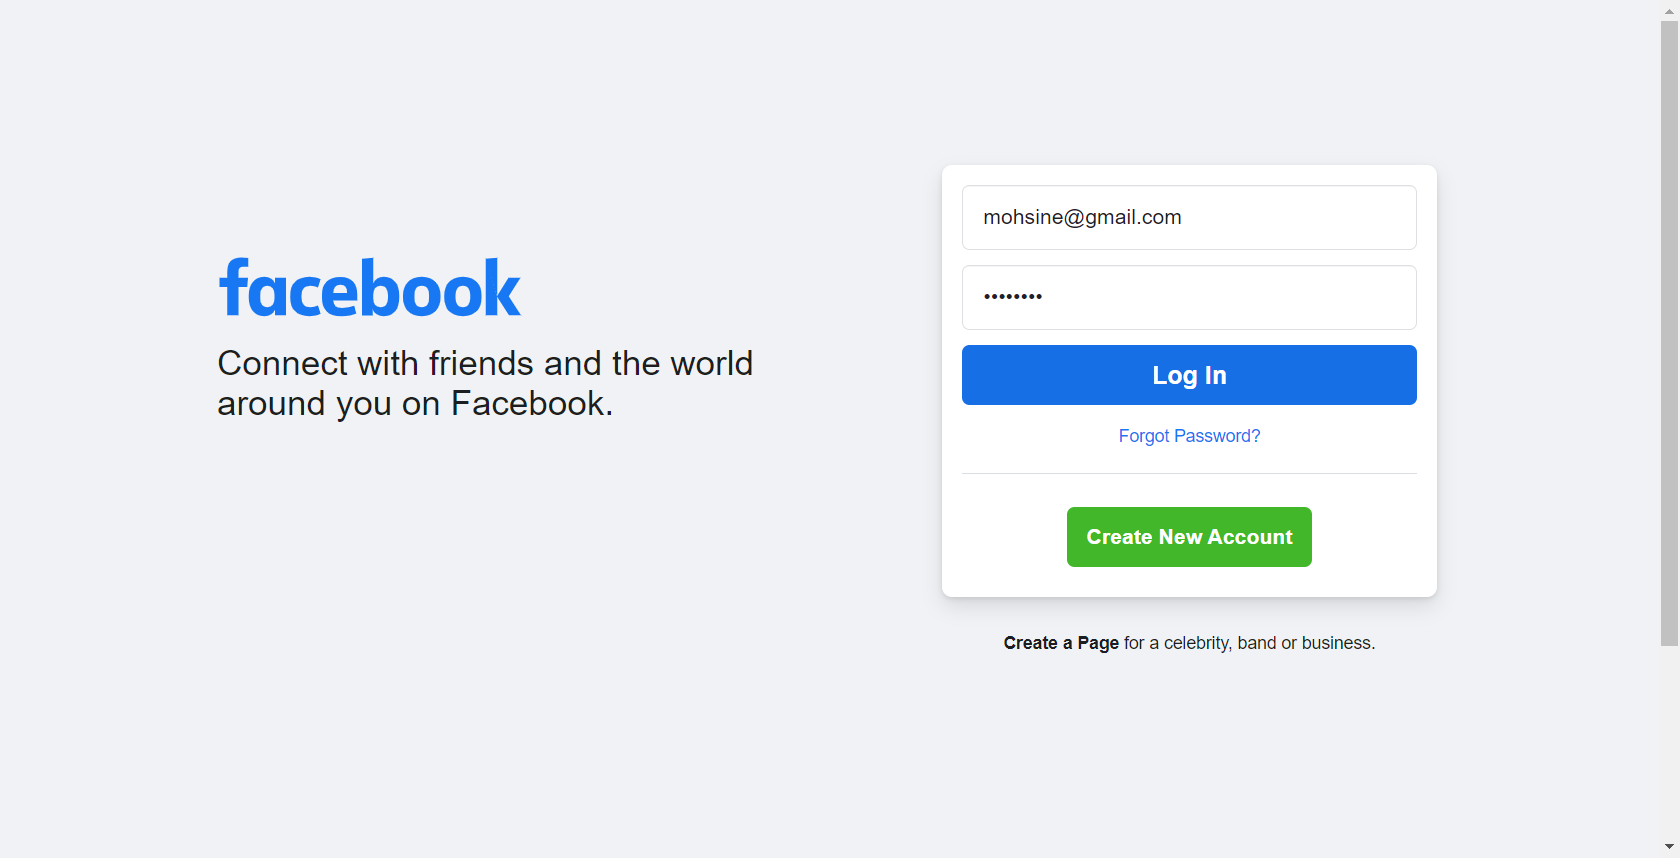 facebook
Connect with friends and the world
around you on Facebook.
mohsine@gmail.com
••••••••
Log In
Forgot Password?
Create New Account
Create a Page for a celebrity, band or business.